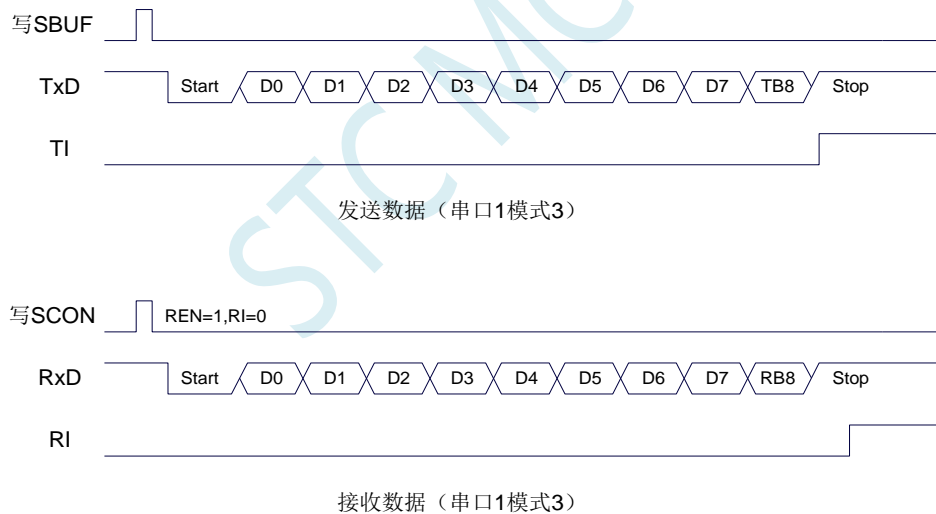 写SBUF
TxD Start D0 D1 D2 D3 D4 D5 D6 D7 TB8 Stop
TI
发送数据（串口1模式3）
写SCON REN=1,RI=0
RxD Start D0 D1 D2 D3 D4 D5 D6 D7 RB8 Stop
RI
接收数据（串口1模式3）
STC MC